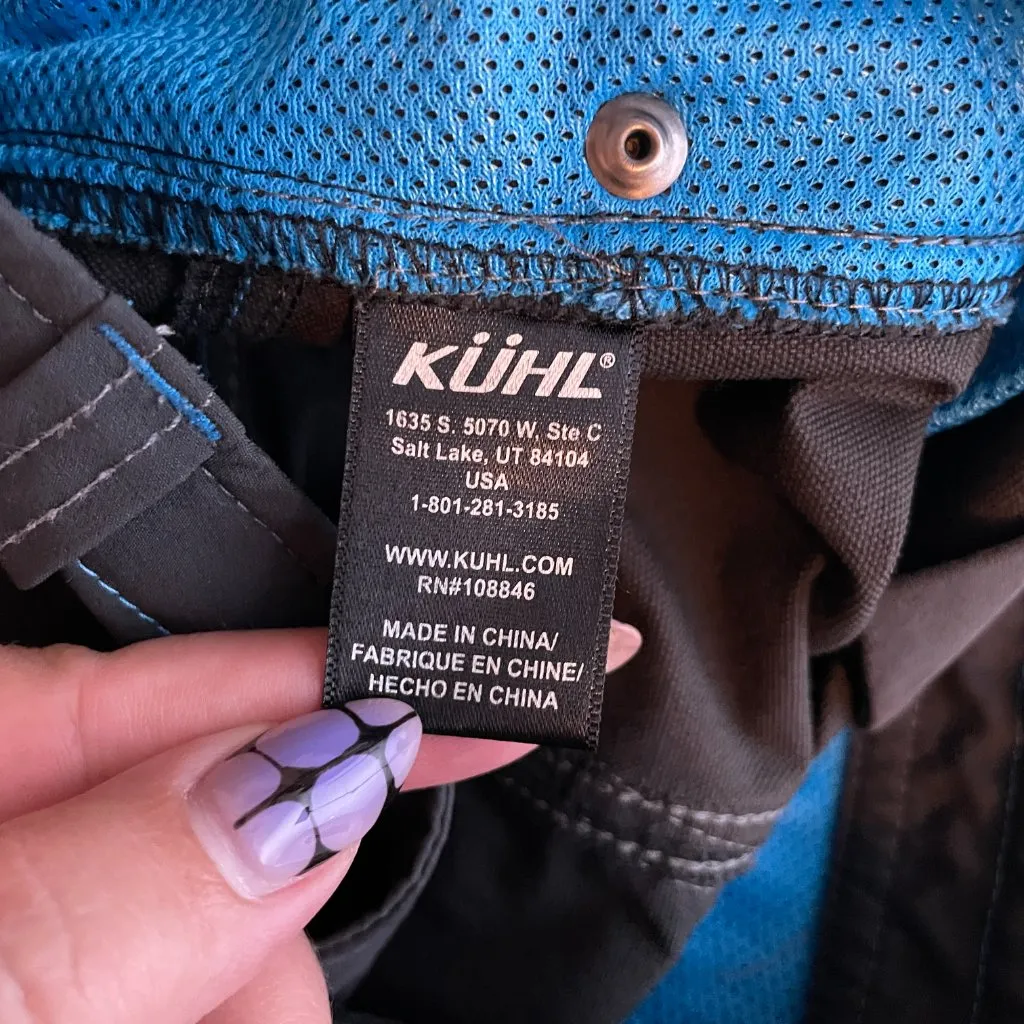 KÜHL®
1635 S. 5070 W. Ste C
Salt Lake, UT 84104
USA
1-801-281-3185
WWW.KUHL.COM
RN#108846
MADE IN CHINA/
FABRIQUE EN CHINE/
HECHO EN CHINA